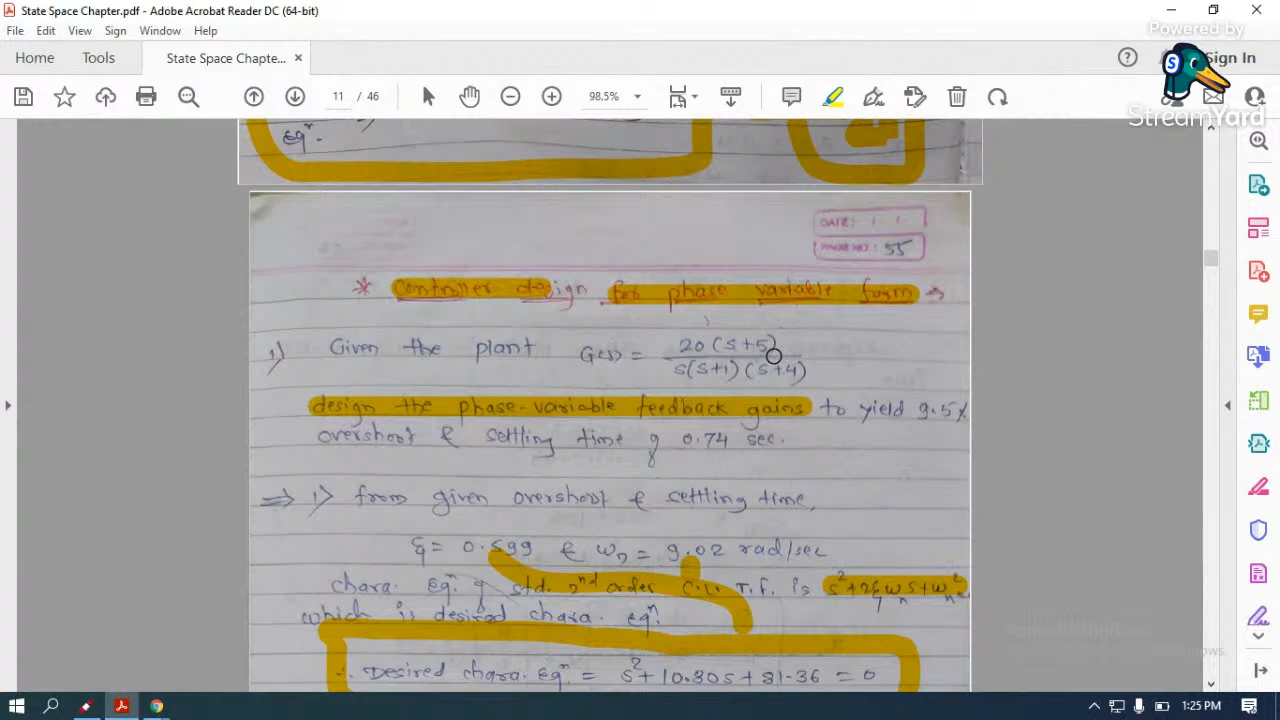 State Space Chapter.pdf - Adobe Acrobat Reader DC (64-bit)
File Edit View Sign Window Help
Powered by
Home Tools State Space Chapte... × Sign In
11 / 46 98.5%
StreamYard
eqⁿ.
DATE: / /
PAGE NO.: 55
* Controller design for phase variable form →
1) Given the plant G(s) = 20(s+5)
s(s+1)(s+4)
design the phase-variable feedback gains to yield 9.5%
overshoot & settling time of 0.74 sec.
⇒ 1) from given overshoot & settling time,
ξ = 0.599 & ωn = 9.02 rad/sec
chara. eqⁿ of std. 2nd order C.L. T.F. is s²+2ξωns+ωn²
which is desired chara. eqⁿ.
∴ Desired chara. eqⁿ = s²+10.80s+81.36 = 0
1:25 PM